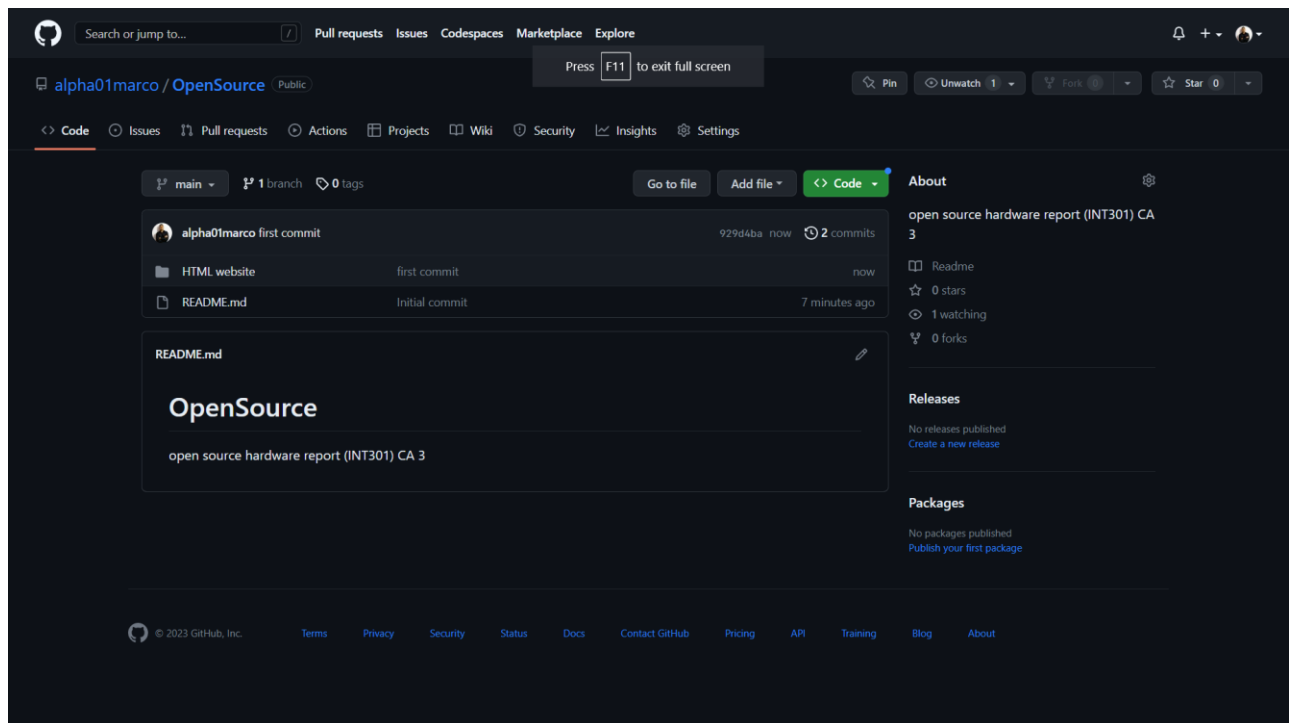 Search or jump to... / Pull requests Issues Codespaces Marketplace Explore
Press F11 to exit full screen
alpha01marco / OpenSource Public
Pin Unwatch 1 Fork 0 Star 0
Code Issues Pull requests Actions Projects Wiki Security Insights Settings
main 1 branch 0 tags Go to file Add file Code
alpha01marco first commit 929d4ba now 2 commits
HTML website first commit now
README.md Initial commit 7 minutes ago
README.md
OpenSource
open source hardware report (INT301) CA 3
About
open source hardware report (INT301) CA
3
Readme
0 stars
1 watching
0 forks
Releases
No releases published
Create a new release
Packages
No packages published
Publish your first package
© 2023 GitHub, Inc. Terms Privacy Security Status Docs Contact GitHub Pricing API Training Blog About